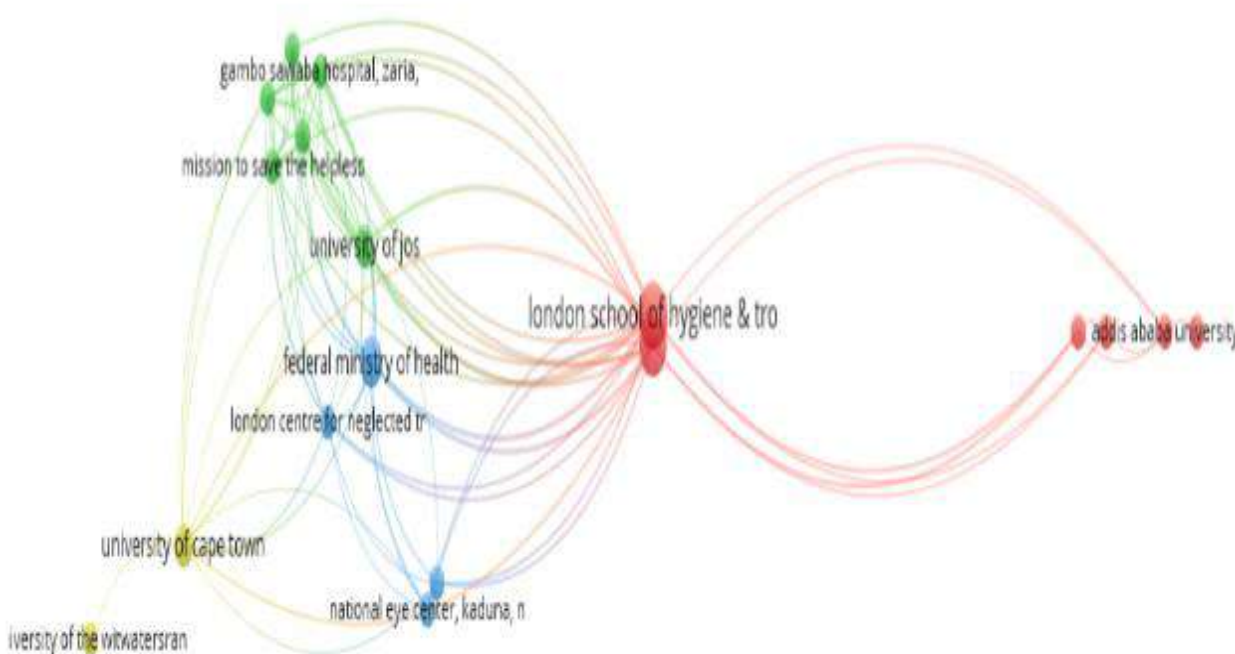 gambo sawaba hospital, zaria,
mission to save the helpless
university of jos
london school of hygiene & tro
addis ababa university
federal ministry of health
london centre for neglected tr
university of cape town
national eye center, kaduna, n
iversity of the witwatersran